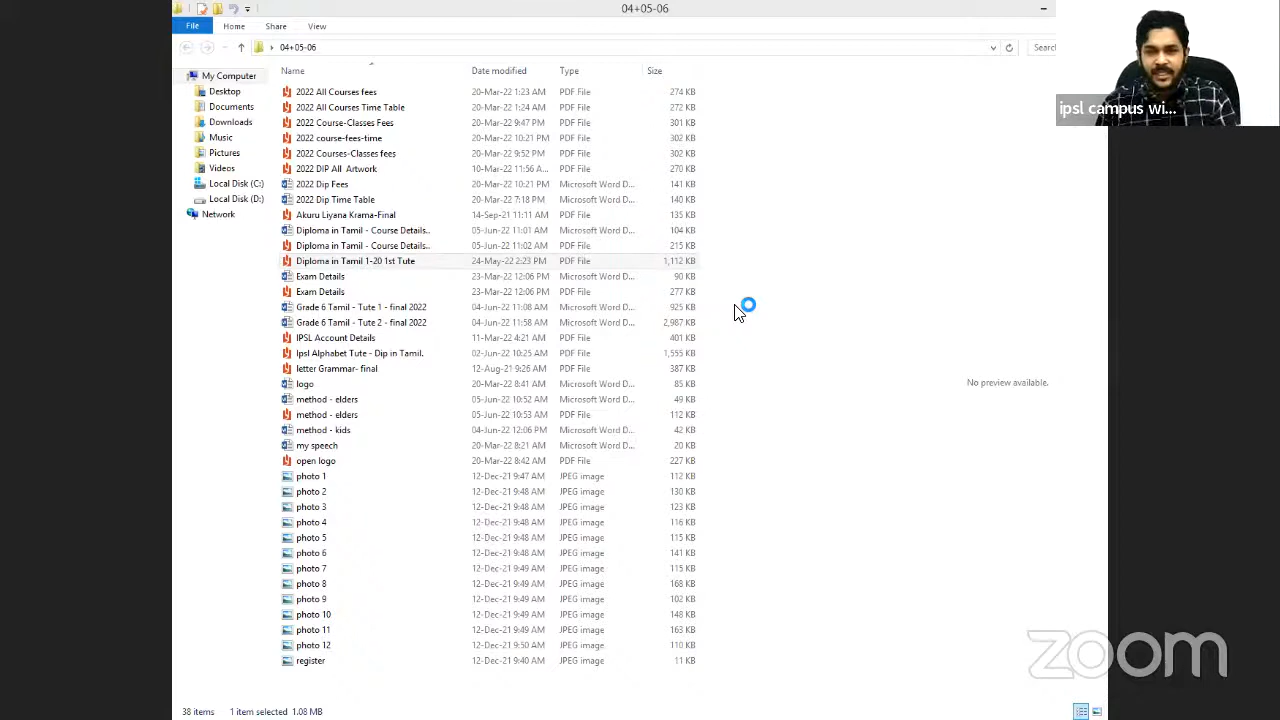 04+05-06
File Home Share View
04+05-06 Search
Name Date modified Type Size
My Computer
Desktop
Documents
Downloads
Music
Pictures
Videos
Local Disk (C:)
Local Disk (D:)
Network
2022 All Courses fees 20-Mar-22 1:23 AM PDF File 274 KB
2022 All Courses Time Table 20-Mar-22 1:24 AM PDF File 272 KB
2022 Course-Classes Fees 20-Mar-22 9:47 PM PDF File 301 KB
2022 course-fees-time 20-Mar-22 10:21 PM PDF File 302 KB
2022 Courses-Classes fees 20-Mar-22 9:52 PM PDF File 302 KB
2022 DIP All Artwork 10-Mar-22 11:56 A... PDF File 270 KB
2022 Dip Fees 20-Mar-22 10:21 PM Microsoft Word D... 141 KB
2022 Dip Time Table 20-Mar-22 7:18 PM Microsoft Word D... 140 KB
Akuru Liyana Krama-Final 14-Sep-21 11:11 AM PDF File 135 KB
Diploma in Tamil - Course Details.. 05-Jun-22 11:01 AM Microsoft Word D... 104 KB
Diploma in Tamil - Course Details.. 05-Jun-22 11:02 AM PDF File 215 KB
Diploma in Tamil 1-20 1st Tute 24-May-22 2:23 PM PDF File 1,112 KB
Exam Details 23-Mar-22 12:06 PM Microsoft Word D... 90 KB
Exam Details 23-Mar-22 12:06 PM PDF File 277 KB
Grade 6 Tamil - Tute 1 - final 2022 04-Jun-22 11:08 AM Microsoft Word D... 925 KB
Grade 6 Tamil - Tute 2 - final 2022 04-Jun-22 11:58 AM Microsoft Word D... 2,987 KB
IPSL Account Details 11-Mar-22 4:21 AM PDF File 401 KB
Ipsl Alphabet Tute - Dip in Tamil. 02-Jun-22 10:25 AM PDF File 1,555 KB
letter Grammar- final 12-Aug-21 9:26 AM PDF File 387 KB
logo 20-Mar-22 8:41 AM Microsoft Word D... 85 KB
method - elders 05-Jun-22 10:52 AM Microsoft Word D... 49 KB
method - elders 05-Jun-22 10:53 AM PDF File 112 KB
method - kids 04-Jun-22 12:06 PM Microsoft Word D... 42 KB
my speech 20-Mar-22 8:21 AM Microsoft Word D... 20 KB
open logo 20-Mar-22 8:42 AM PDF File 227 KB
photo 1 12-Dec-21 9:47 AM JPEG image 112 KB
photo 2 12-Dec-21 9:48 AM JPEG image 130 KB
photo 3 12-Dec-21 9:48 AM JPEG image 123 KB
photo 4 12-Dec-21 9:48 AM JPEG image 116 KB
photo 5 12-Dec-21 9:48 AM JPEG image 115 KB
photo 6 12-Dec-21 9:48 AM JPEG image 141 KB
photo 7 12-Dec-21 9:49 AM JPEG image 115 KB
photo 8 12-Dec-21 9:49 AM JPEG image 168 KB
photo 9 12-Dec-21 9:49 AM JPEG image 102 KB
photo 10 12-Dec-21 9:49 AM JPEG image 148 KB
photo 11 12-Dec-21 9:49 AM JPEG image 163 KB
photo 12 12-Dec-21 9:50 AM JPEG image 110 KB
register 12-Dec-21 9:40 AM JPEG image 11 KB
No preview available.
38 items 1 item selected 1.08 MB
ipsl campus wi...
zoom